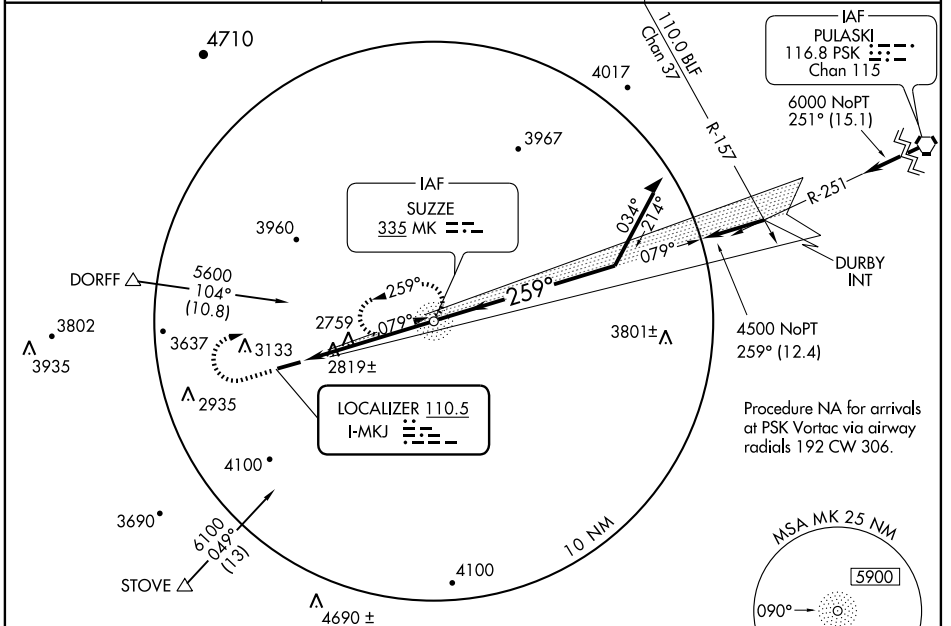 4710
110.0 BLF
Chan 37
R-157
IAF
PULASKI
116.8 PSK
Chan 115
6000 NoPT
251° (15.1)
R-251
4017
3967
IAF
SUZZE
335 MK
034°
214°
3960
079°
DURBY
INT
DORFF
5600
104°
(10.8)
259°
259°
079°
4500 NoPT
259° (12.4)
3802
3935
3637
3133
2759
2819±
3801±
2935
LOCALIZER 110.5
I-MKJ
Procedure NA for arrivals
at PSK Vortac via airway
radials 192 CW 306.
4100
3690
6100
049°
(13)
10 NM
STOVE
4100
4690 ±
MSA MK 25 NM
5900
090°